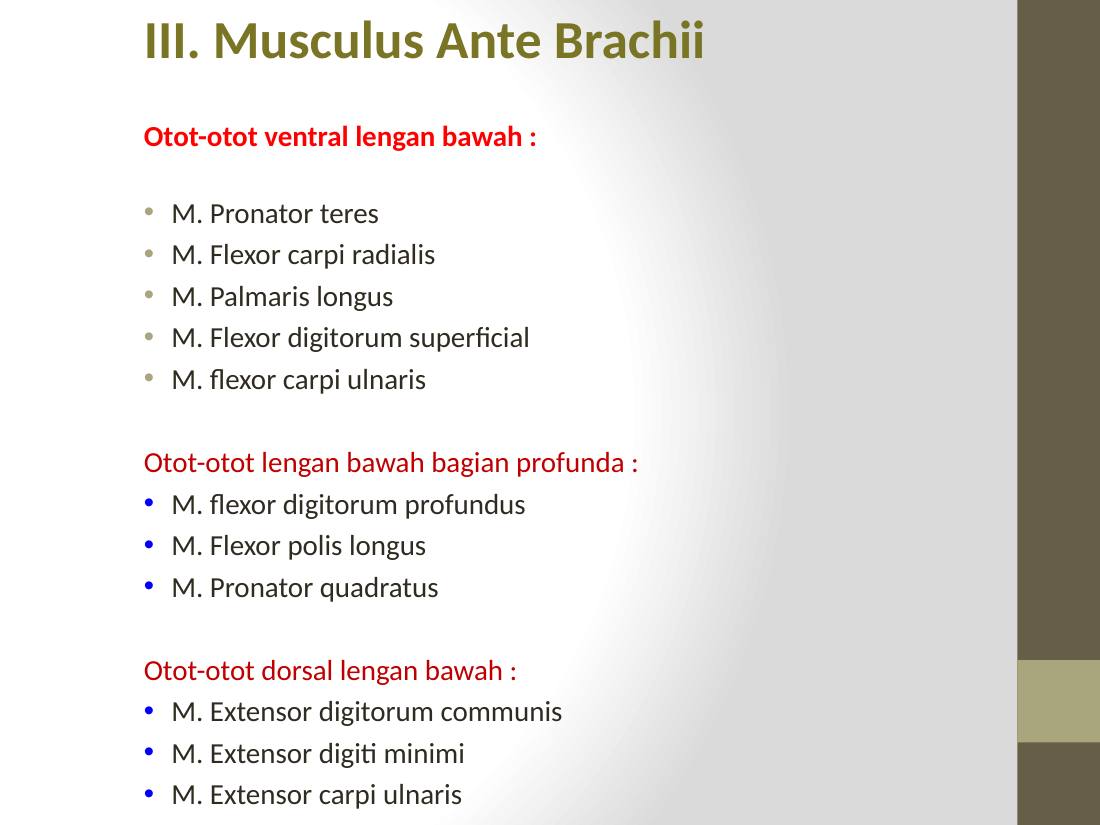 III. Musculus Ante Brachii
Otot-otot ventral lengan bawah :
• M. Pronator teres
• M. Flexor carpi radialis
• M. Palmaris longus
• M. Flexor digitorum superficial
• M. flexor carpi ulnaris
Otot-otot lengan bawah bagian profunda :
• M. flexor digitorum profundus
• M. Flexor polis longus
• M. Pronator quadratus
Otot-otot dorsal lengan bawah :
• M. Extensor digitorum communis
• M. Extensor digiti minimi
• M. Extensor carpi ulnaris